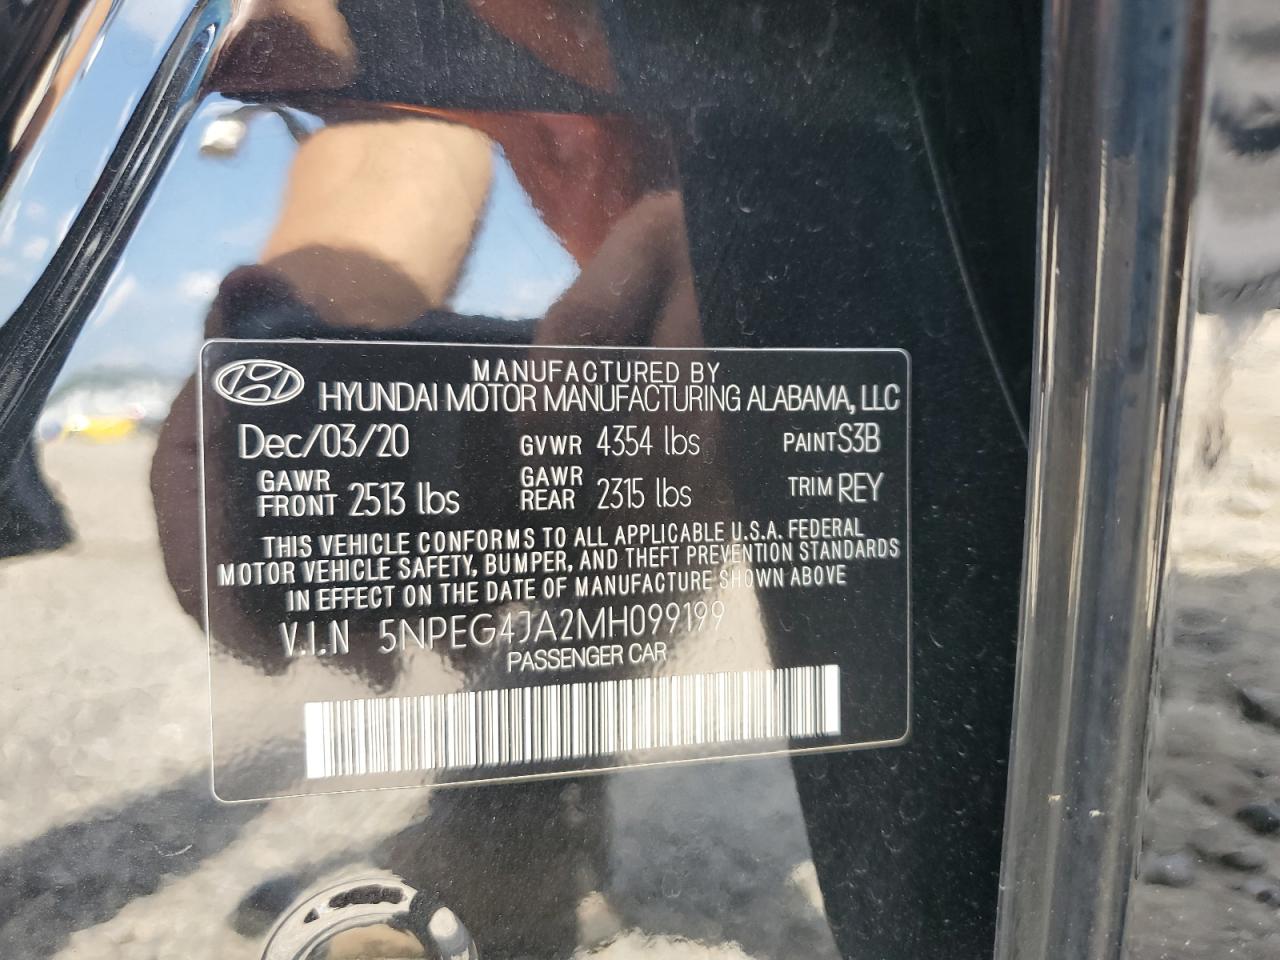 MANUFACTURED BY
HYUNDAI MOTOR MANUFACTURING ALABAMA, LLC
Dec/03/20 GVWR 4354 lbs PAINT S3B
GAWR FRONT 2513 lbs GAWR REAR 2315 lbs TRIM REY
THIS VEHICLE CONFORMS TO ALL APPLICABLE U.S.A. FEDERAL
MOTOR VEHICLE SAFETY, BUMPER, AND THEFT PREVENTION STANDARDS
IN EFFECT ON THE DATE OF MANUFACTURE SHOWN ABOVE
V.I.N 5NPEG4JA2MH099199
PASSENGER CAR